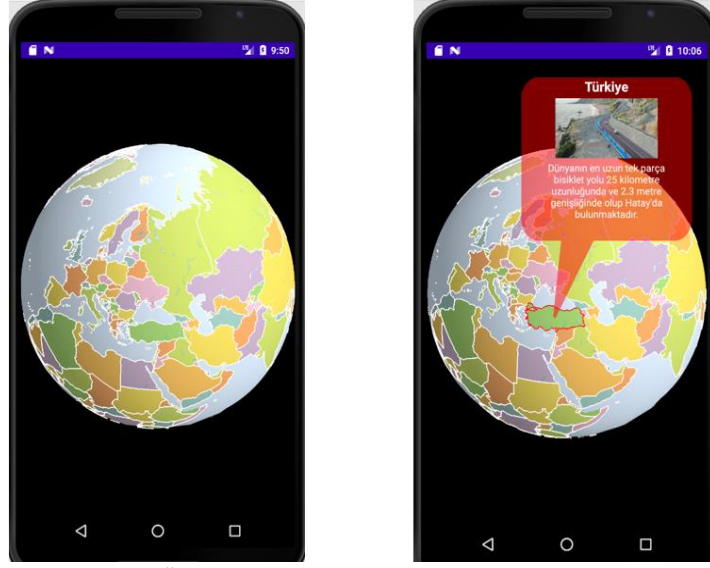 9:50
10:06
Türkiye
Dünyanın en uzun tek parça
bisiklet yolu 25 kilometre
uzunluğunda ve 2.3 metre
genişliğinde olup Hatay'da
bulunmaktadır.